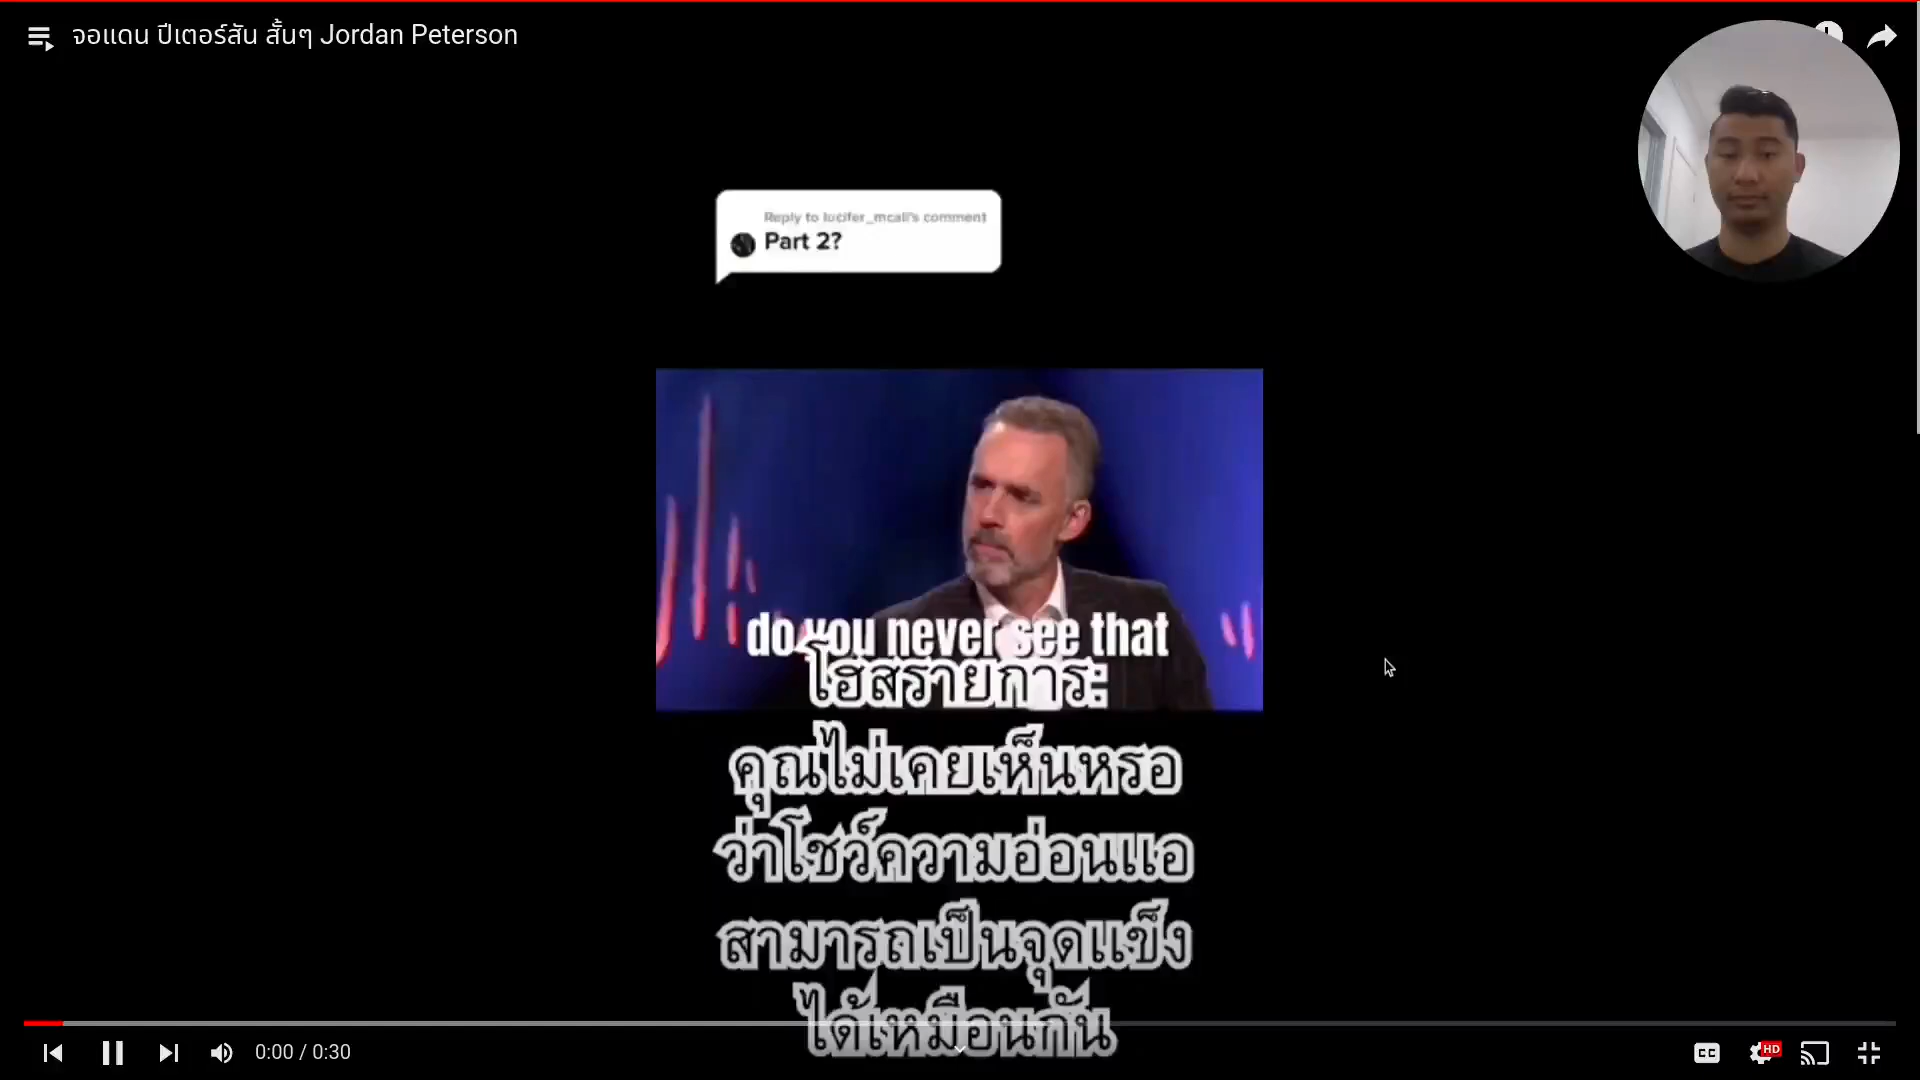 จอแดน ปีเตอร์สัน สั้นๆ Jordan Peterson
Reply to lucifer_mcali's comment
Part 2?
do you never see that
โฮสรายการ:
คุณไม่เคยเห็นหรอ
ว่าโชว์ความอ่อนแอ
สามารถเป็นจุดแข็ง
ได้เหมือนกัน
0:00 / 0:30
CC
HD